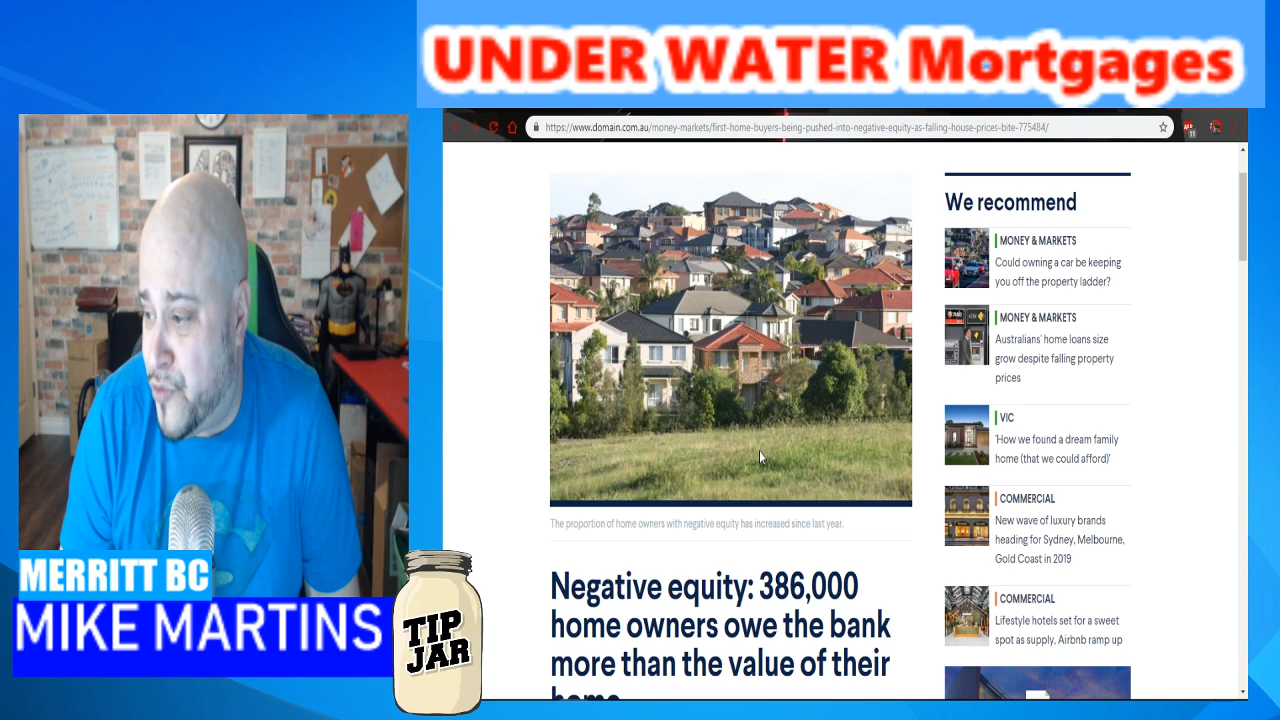 UNDER WATER Mortgages
https://www.domain.com.au/money-markets/first-home-buyers-being-pushed-into-negative-equity-as-falling-house-prices-bite-775484/
The proportion of home owners with negative equity has increased since last year.
Negative equity: 386,000
home owners owe the bank
more than the value of their
home
We recommend
MONEY & MARKETS
Could owning a car be keeping
you off the property ladder?
MONEY & MARKETS
Australians' home loans size
grow despite falling property
prices
VIC
'How we found a dream family
home (that we could afford)'
COMMERCIAL
New wave of luxury brands
heading for Sydney, Melbourne,
Gold Coast in 2019
COMMERCIAL
Lifestyle hotels set for a sweet
spot as supply, Airbnb ramp up
MERRITT BC
MIKE MARTINS
TIP
JAR